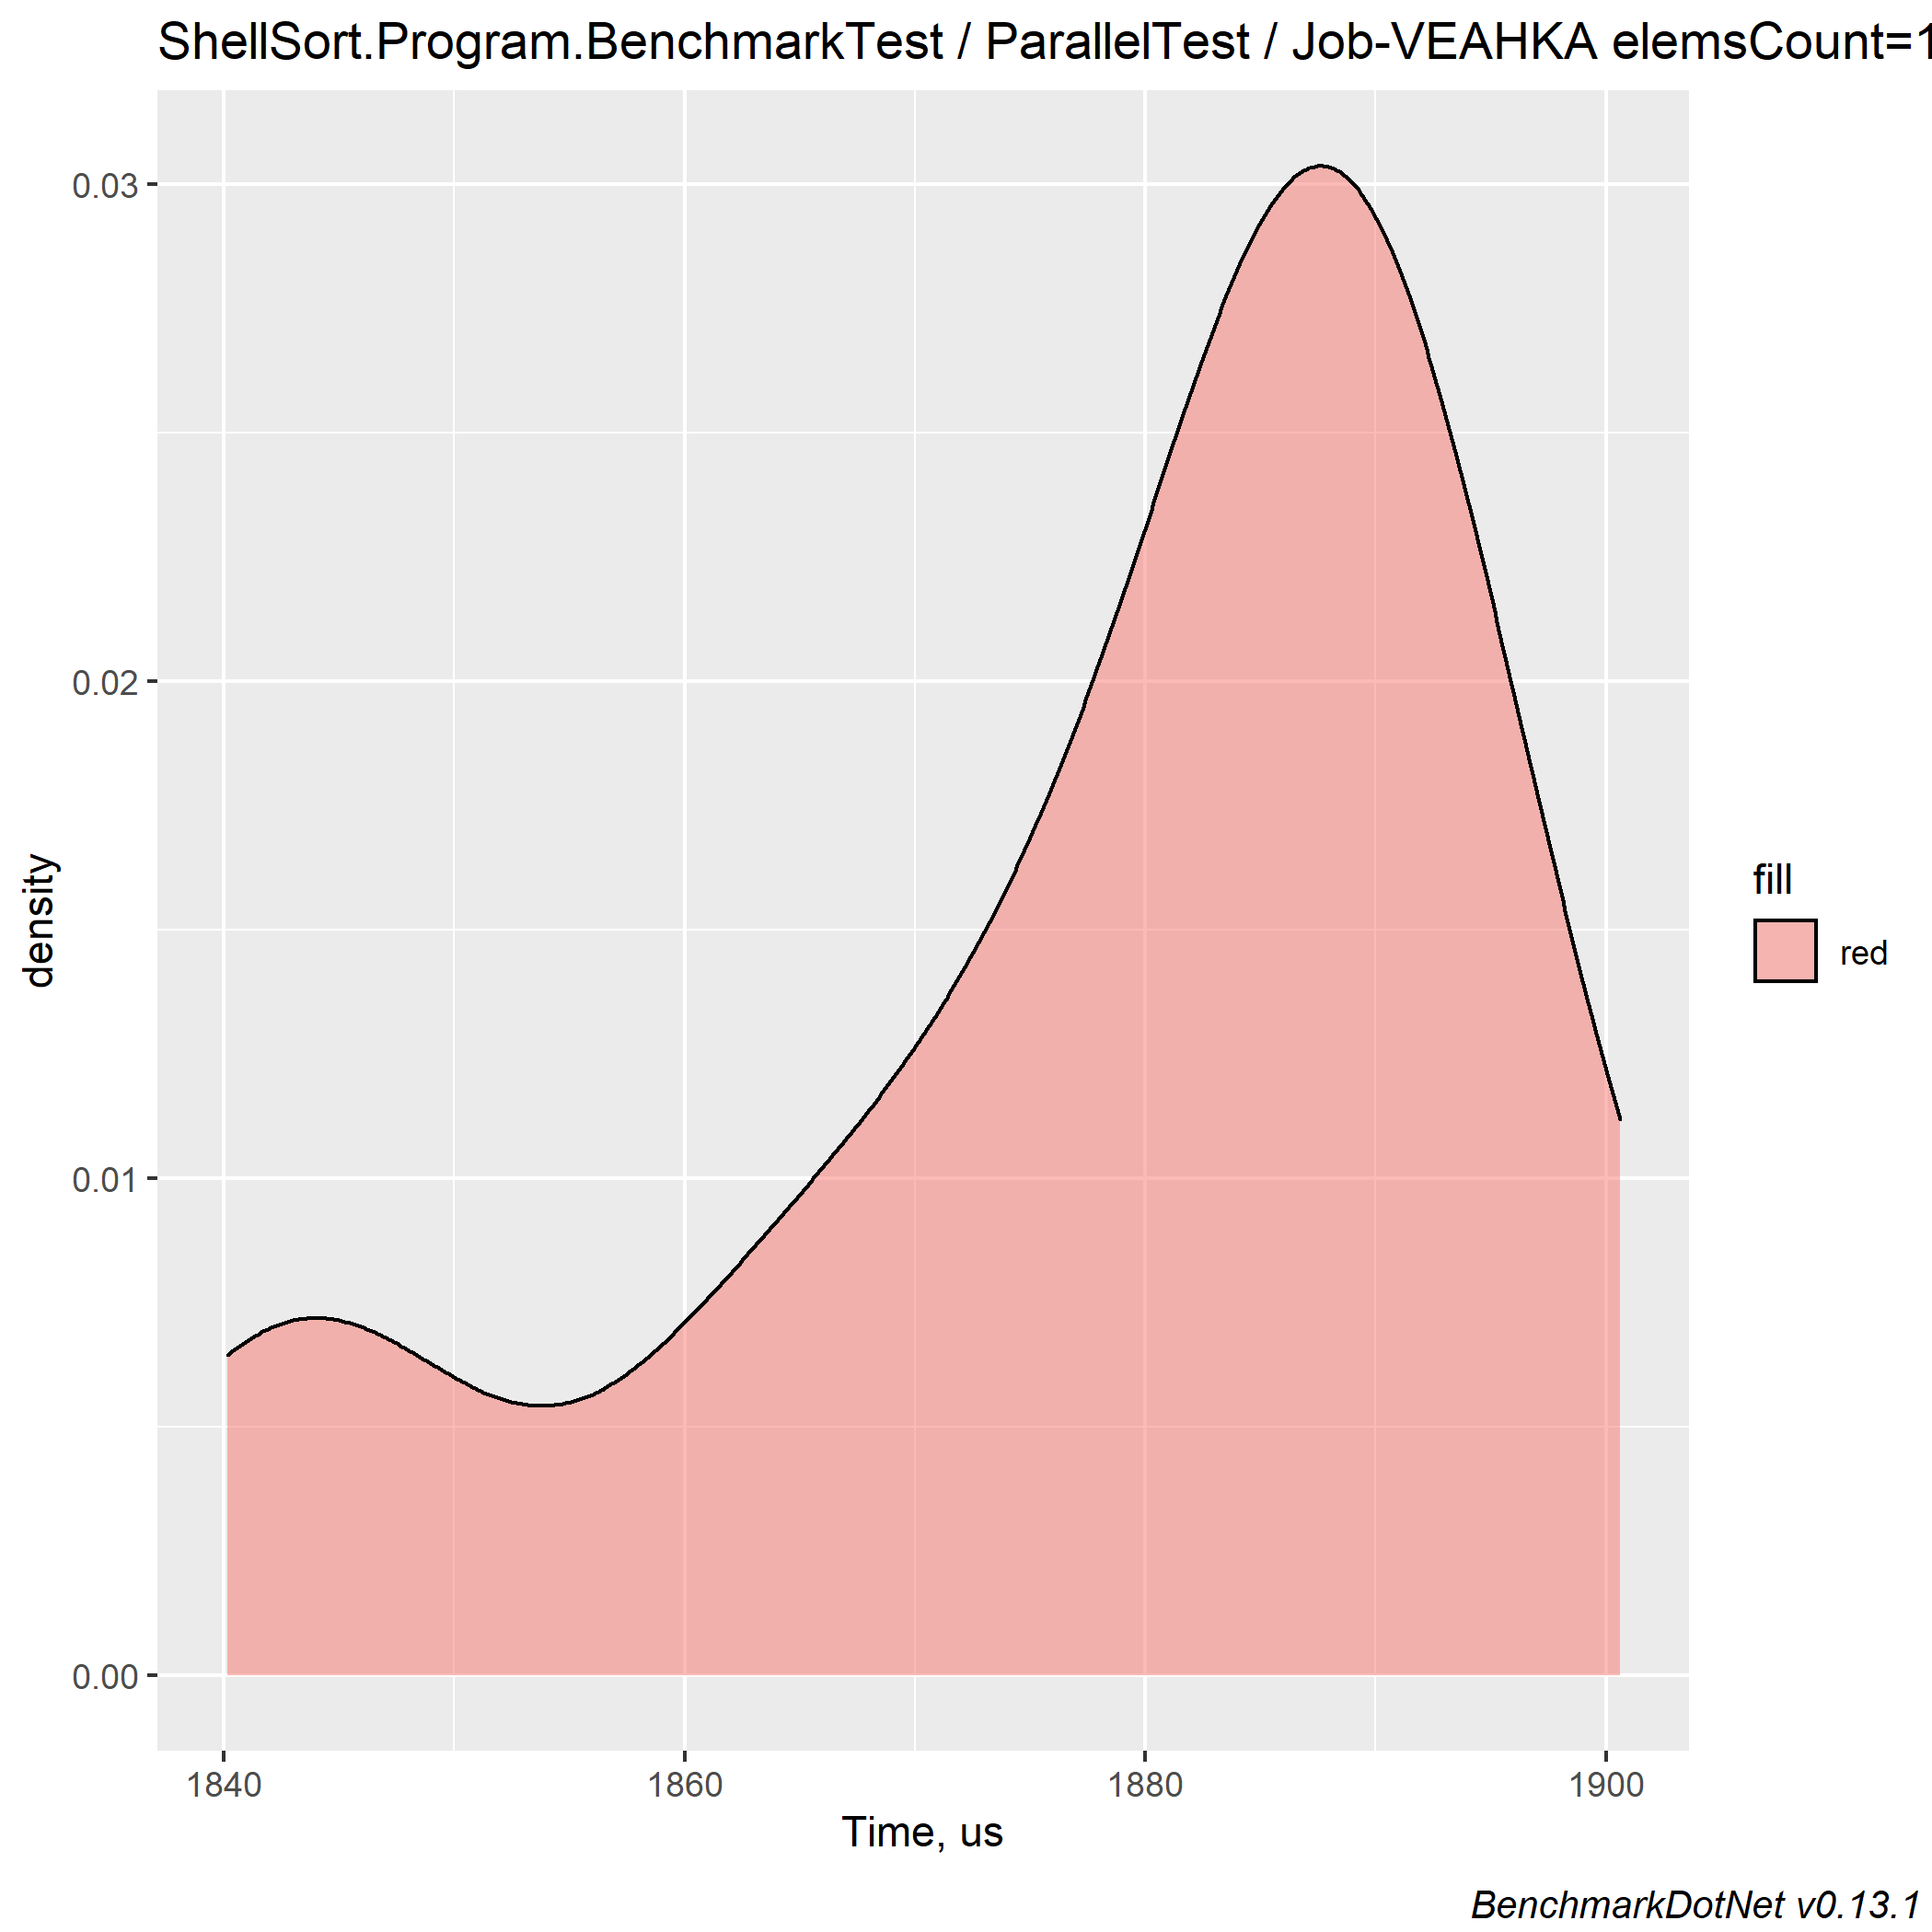 ShellSort.Program.BenchmarkTest / ParallelTest / Job-VEAHKA elemsCount=1
0.03
0.02
0.01
0.00
density
1840 1860 1880 1900
Time, us
fill
red
BenchmarkDotNet v0.13.1